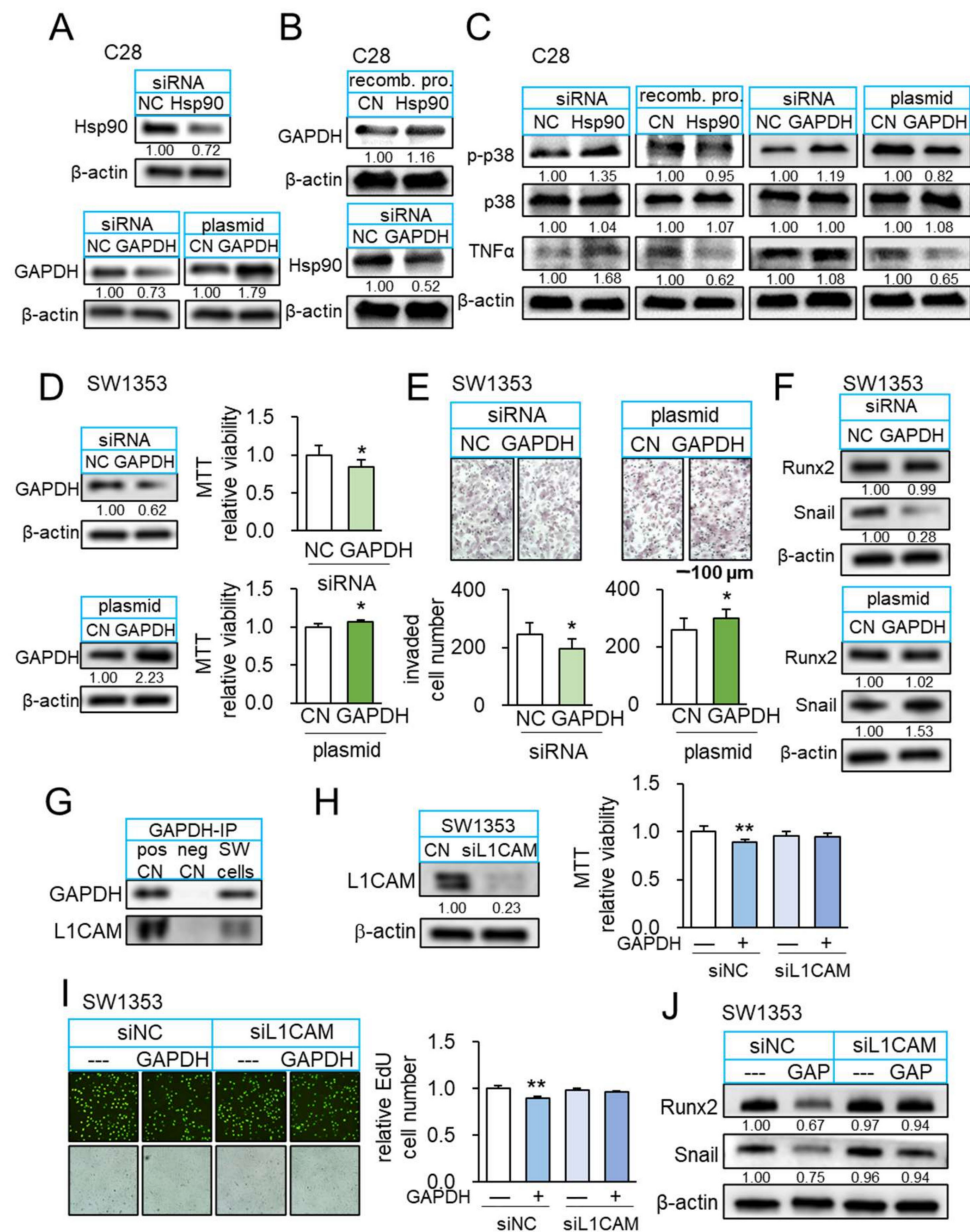 A
C28
siRNA
NC Hsp90
Hsp90
1.00 0.72
β-actin
siRNA
NC GAPDH
plasmid
CN GAPDH
GAPDH
1.00 0.73 1.00 1.79
β-actin
B
C28
recomb. pro.
CN Hsp90
GAPDH
1.00 1.16
β-actin
siRNA
NC GAPDH
Hsp90
1.00 0.52
β-actin
C
C28
siRNA recomb. pro. siRNA plasmid
NC Hsp90 CN Hsp90 NC GAPDH CN GAPDH
p-p38
1.00 1.35 1.00 0.95 1.00 1.19 1.00 0.82
p38
1.00 1.04 1.00 1.07 1.00 1.00 1.00 1.08
TNFα
1.00 1.68 1.00 0.62 1.00 1.08 1.00 0.65
β-actin
D
SW1353
siRNA
NC GAPDH
GAPDH
1.00 0.62
β-actin
MTT
relative viability
1.5
1.0
0.5
0.0
*
NC GAPDH
siRNA
plasmid
CN GAPDH
GAPDH
1.00 2.23
β-actin
MTT
relative viability
1.5
1.0
0.5
0.0
*
CN GAPDH
plasmid
E
SW1353
siRNA
NC GAPDH
plasmid
CN GAPDH
100 µm
invaded
cell number
400
200
0
*
NC GAPDH
siRNA
400
200
0
*
CN GAPDH
plasmid
F
SW1353
siRNA
NC GAPDH
Runx2
1.00 0.99
Snail
1.00 0.28
β-actin
plasmid
CN GAPDH
Runx2
1.00 1.02
Snail
1.00 1.53
β-actin
G
GAPDH-IP
pos neg SW
CN CN cells
GAPDH
L1CAM
H
SW1353
CN siL1CAM
L1CAM
1.00 0.23
β-actin
MTT
relative viability
1.5
1.0
0.5
0.0
**
GAPDH — + — +
siNC siL1CAM
I
SW1353
siNC siL1CAM
--- GAPDH --- GAPDH
relative EdU
cell number
1.5
1.0
0.5
0.0
**
GAPDH — + — +
siNC siL1CAM
J
SW1353
siNC siL1CAM
--- GAP --- GAP
Runx2
1.00 0.67 0.97 0.94
Snail
1.00 0.75 0.96 0.94
β-actin